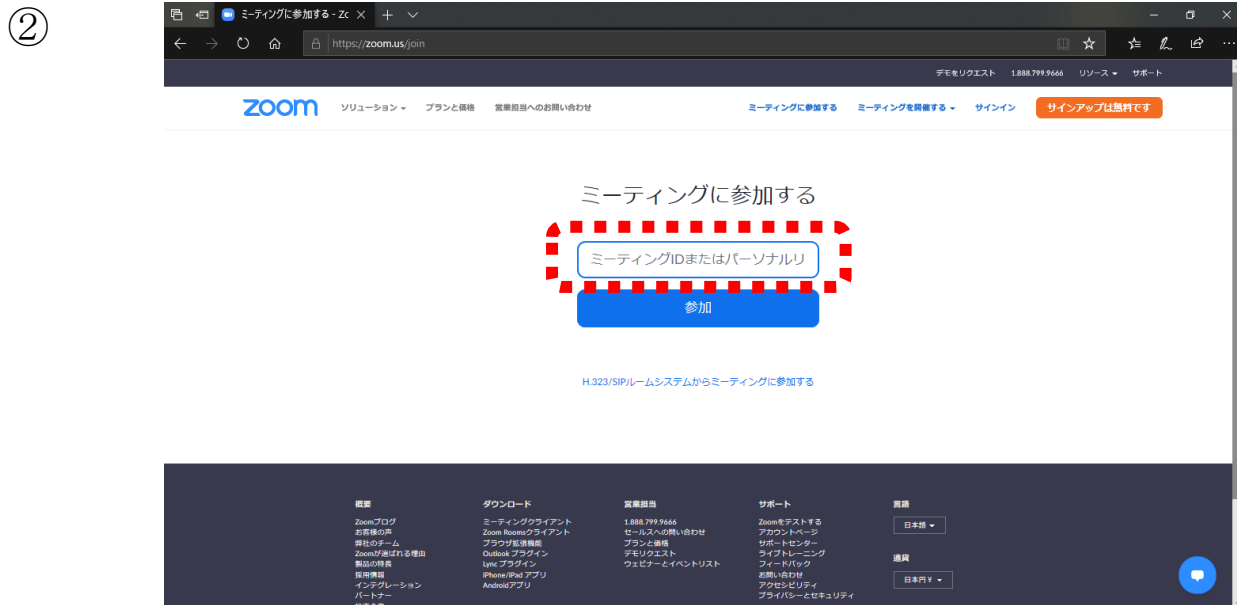 ②
ミーティングに参加する - Zc
https://zoom.us/join
デモをリクエスト 1.888.799.9666 リソース サポート
zoom ソリューション プランと価格 営業担当へのお問い合わせ ミーティングに参加する ミーティングを開催する サインイン サインアップは無料です
ミーティングに参加する
ミーティングIDまたはパーソナルリ
参加
H.323/SIPルームシステムからミーティングに参加する
概要
Zoomブログ
お客様の声
弊社のチーム
Zoomが選ばれる理由
製品の特長
採用情報
インテグレーション
パートナー
ダウンロード
ミーティングクライアント
Zoom Roomsクライアント
ブラウザ拡張機能
Outlook プラグイン
Lync プラグイン
iPhone/iPad アプリ
Androidアプリ
営業担当
1.888.799.9666
セールスへの問い合わせ
プランと価格
デモリクエスト
ウェビナーとイベントリスト
サポート
Zoomをテストする
アカウントページ
サポートセンター
ライブトレーニング
フィードバック
お問い合わせ
アクセシビリティ
プライバシーとセキュリティ
言語
日本語
通貨
日本円 ¥